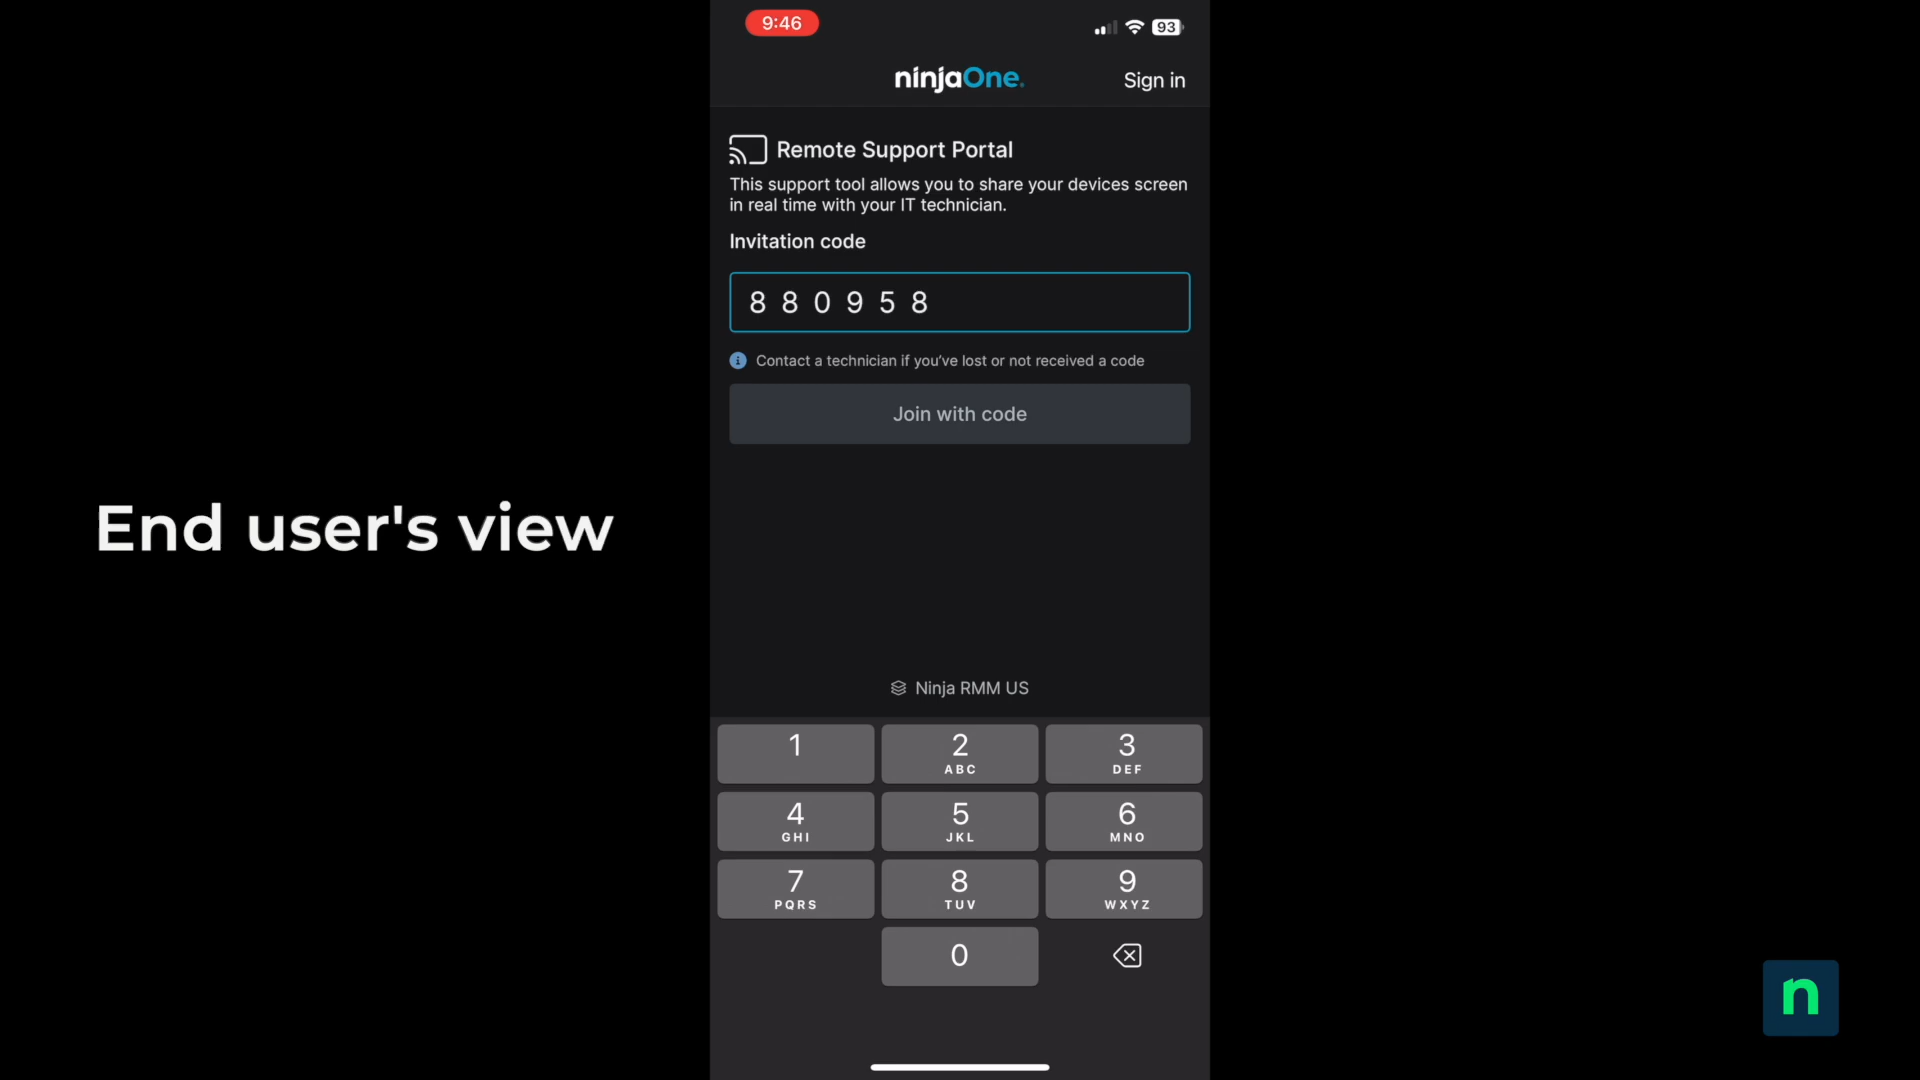 9:46
93
ninjaOne.
Sign in
Remote Support Portal
This support tool allows you to share your devices screen
in real time with your IT technician.
Invitation code
8 8 0 9 5 8
Contact a technician if you've lost or not received a code
Join with code
End user's view
Ninja RMM US
1
2
ABC
3
DEF
4
GHI
5
JKL
6
MNO
7
PQRS
8
TUV
9
WXYZ
0
n